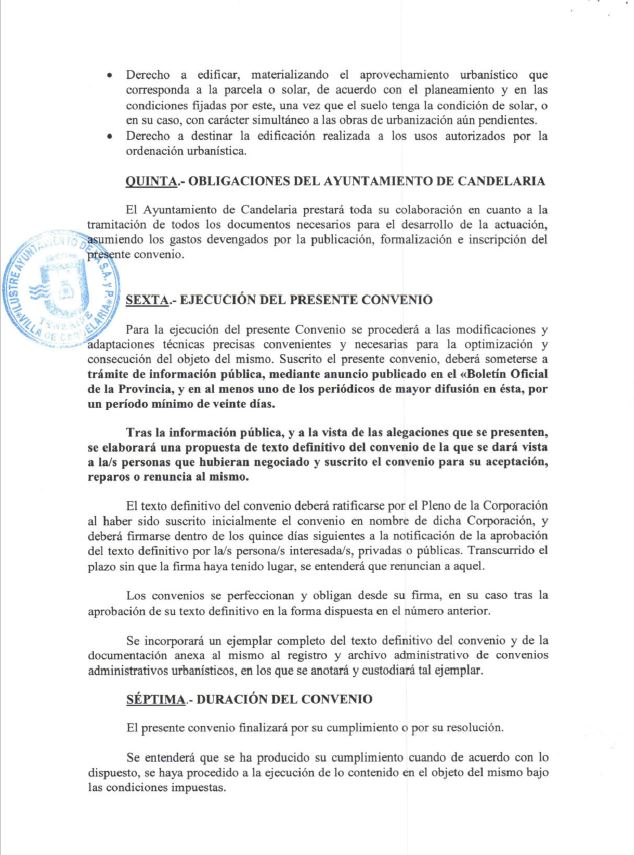 • Derecho a edificar, materializando el aprovechamiento urbanístico que
corresponda a la parcela o solar, de acuerdo con el planeamiento y en las
condiciones fijadas por este, una vez que el suelo tenga la condición de solar, o
en su caso, con carácter simultáneo a las obras de urbanización aún pendientes.
• Derecho a destinar la edificación realizada a los usos autorizados por la
ordenación urbanística.
QUINTA.- OBLIGACIONES DEL AYUNTAMIENTO DE CANDELARIA
El Ayuntamiento de Candelaria prestará toda su colaboración en cuanto a la
tramitación de todos los documentos necesarios para el desarrollo de la actuación,
asumiendo los gastos devengados por la publicación, formalización e inscripción del
presente convenio.
ILUSTRE AYUNTAMIENTO DE
VILLA DE CANDELARIA
TENERIFE
SEXTA.- EJECUCIÓN DEL PRESENTE CONVENIO
Para la ejecución del presente Convenio se procederá a las modificaciones y
adaptaciones técnicas precisas convenientes y necesarias para la optimización y
consecución del objeto del mismo. Suscrito el presente convenio, deberá someterse a
trámite de información pública, mediante anuncio publicado en el «Boletín Oficial
de la Provincia, y en al menos uno de los periódicos de mayor difusión en ésta, por
un período mínimo de veinte días.
Tras la información pública, y a la vista de las alegaciones que se presenten,
se elaborará una propuesta de texto definitivo del convenio de la que se dará vista
a la/s personas que hubieran negociado y suscrito el convenio para su aceptación,
reparos o renuncia al mismo.
El texto definitivo del convenio deberá ratificarse por el Pleno de la Corporación
al haber sido suscrito inicialmente el convenio en nombre de dicha Corporación, y
deberá firmarse dentro de los quince días siguientes a la notificación de la aprobación
del texto definitivo por la/s persona/s interesada/s, privadas o públicas. Transcurrido el
plazo sin que la firma haya tenido lugar, se entenderá que renuncian a aquel.
Los convenios se perfeccionan y obligan desde su firma, en su caso tras la
aprobación de su texto definitivo en la forma dispuesta en el número anterior.
Se incorporará un ejemplar completo del texto definitivo del convenio y de la
documentación anexa al mismo al registro y archivo administrativo de convenios
administrativos urbanísticos, en los que se anotará y custodiará tal ejemplar.
SÉPTIMA.- DURACIÓN DEL CONVENIO
El presente convenio finalizará por su cumplimiento o por su resolución.
Se entenderá que se ha producido su cumplimiento cuando de acuerdo con lo
dispuesto, se haya procedido a la ejecución de lo contenido en el objeto del mismo bajo
las condiciones impuestas.